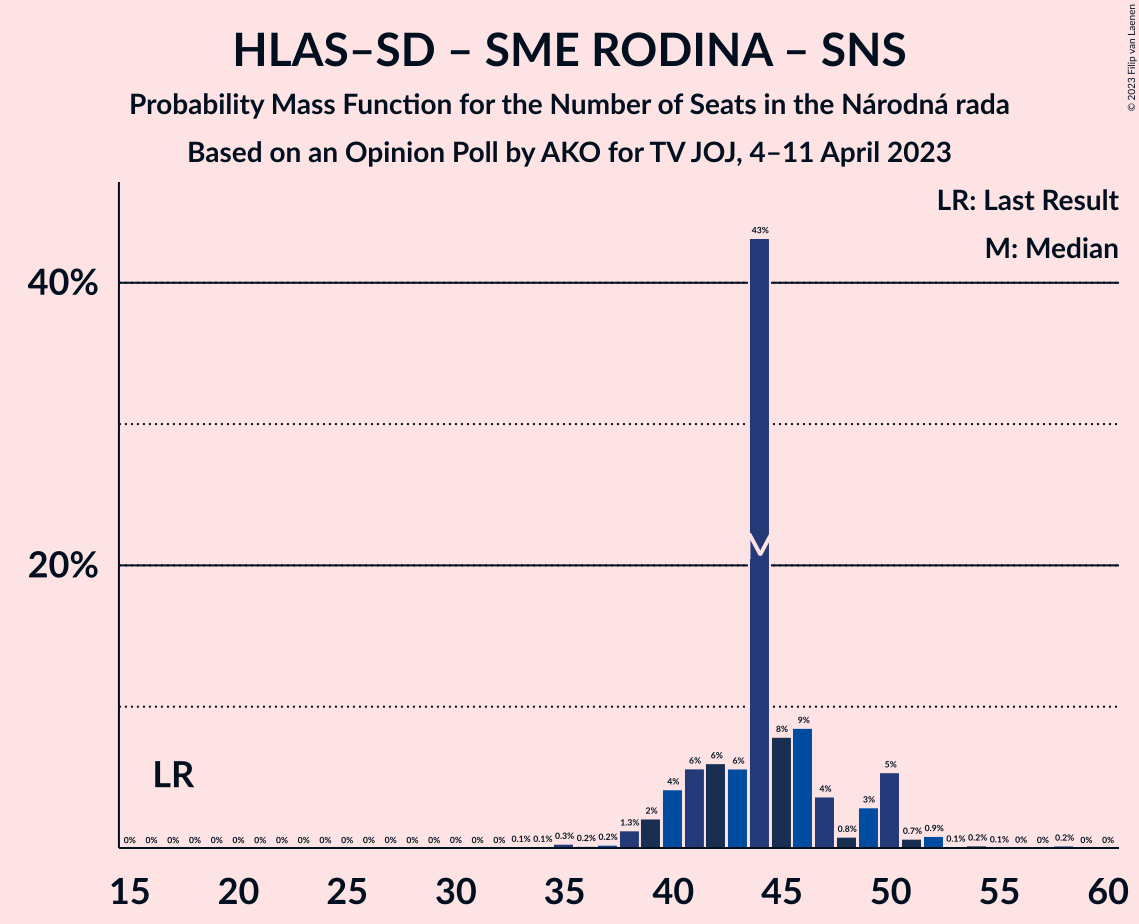 HLAS–SD – SME RODINA – SNS
Probability Mass Function for the Number of Seats in the Národná rada
Based on an Opinion Poll by AKO for TV JOJ, 4–11 April 2023
© 2023 Filip van Laenen
LR: Last Result
M: Median
40%
20%
LR
M
0% 0% 0% 0% 0% 0% 0% 0% 0% 0% 0% 0% 0% 0% 0% 0% 0% 0% 0.1% 0.1% 0.3% 0.2% 0.2% 1.3% 2% 4% 6% 6% 6% 43% 8% 9% 4% 0.8% 3% 5% 0.7% 0.9% 0.1% 0.2% 0.1% 0% 0% 0.2% 0% 0%
15 20 25 30 35 40 45 50 55 60